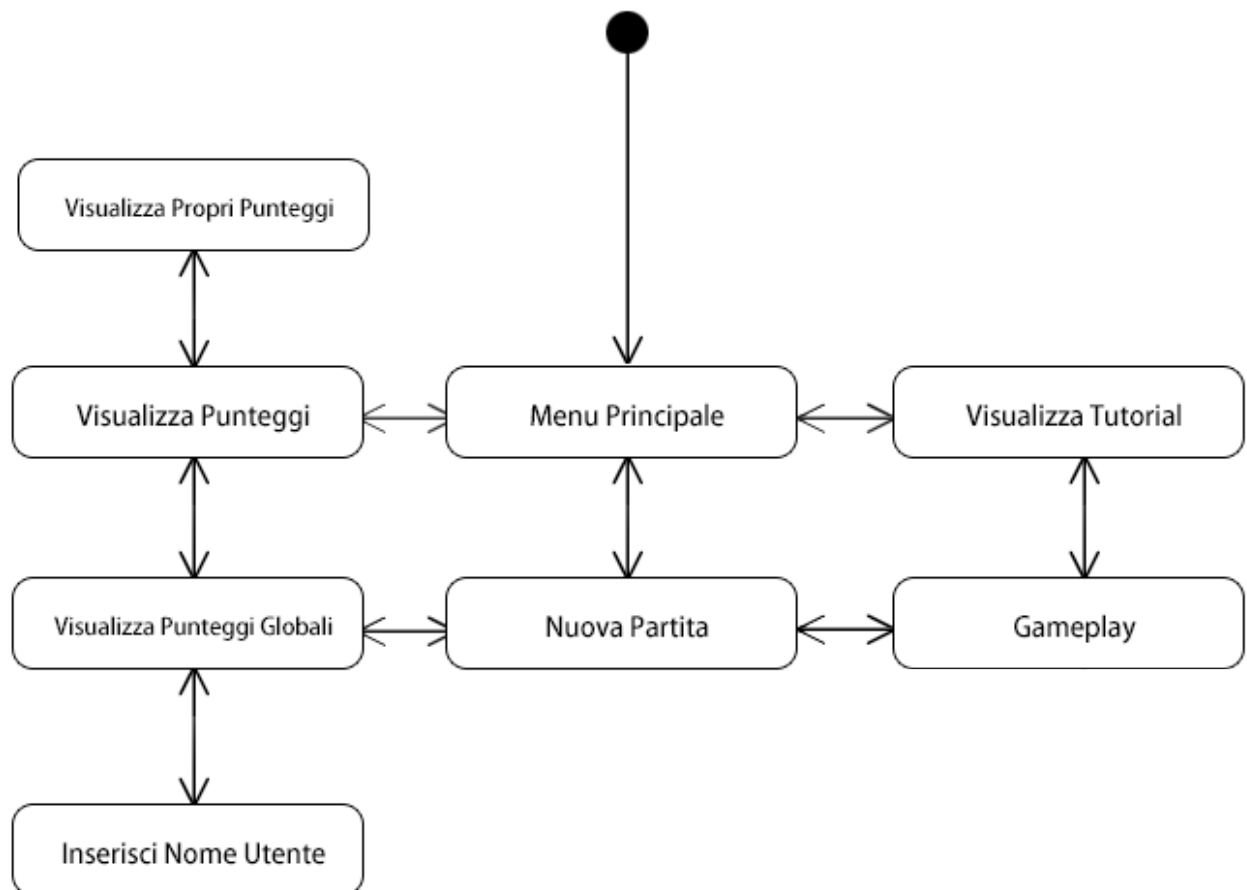 Visualizza Propri Punteggi
Visualizza Punteggi
Menu Principale
Visualizza Tutorial
Visualizza Punteggi Globali
Nuova Partita
Gameplay
Inserisci Nome Utente